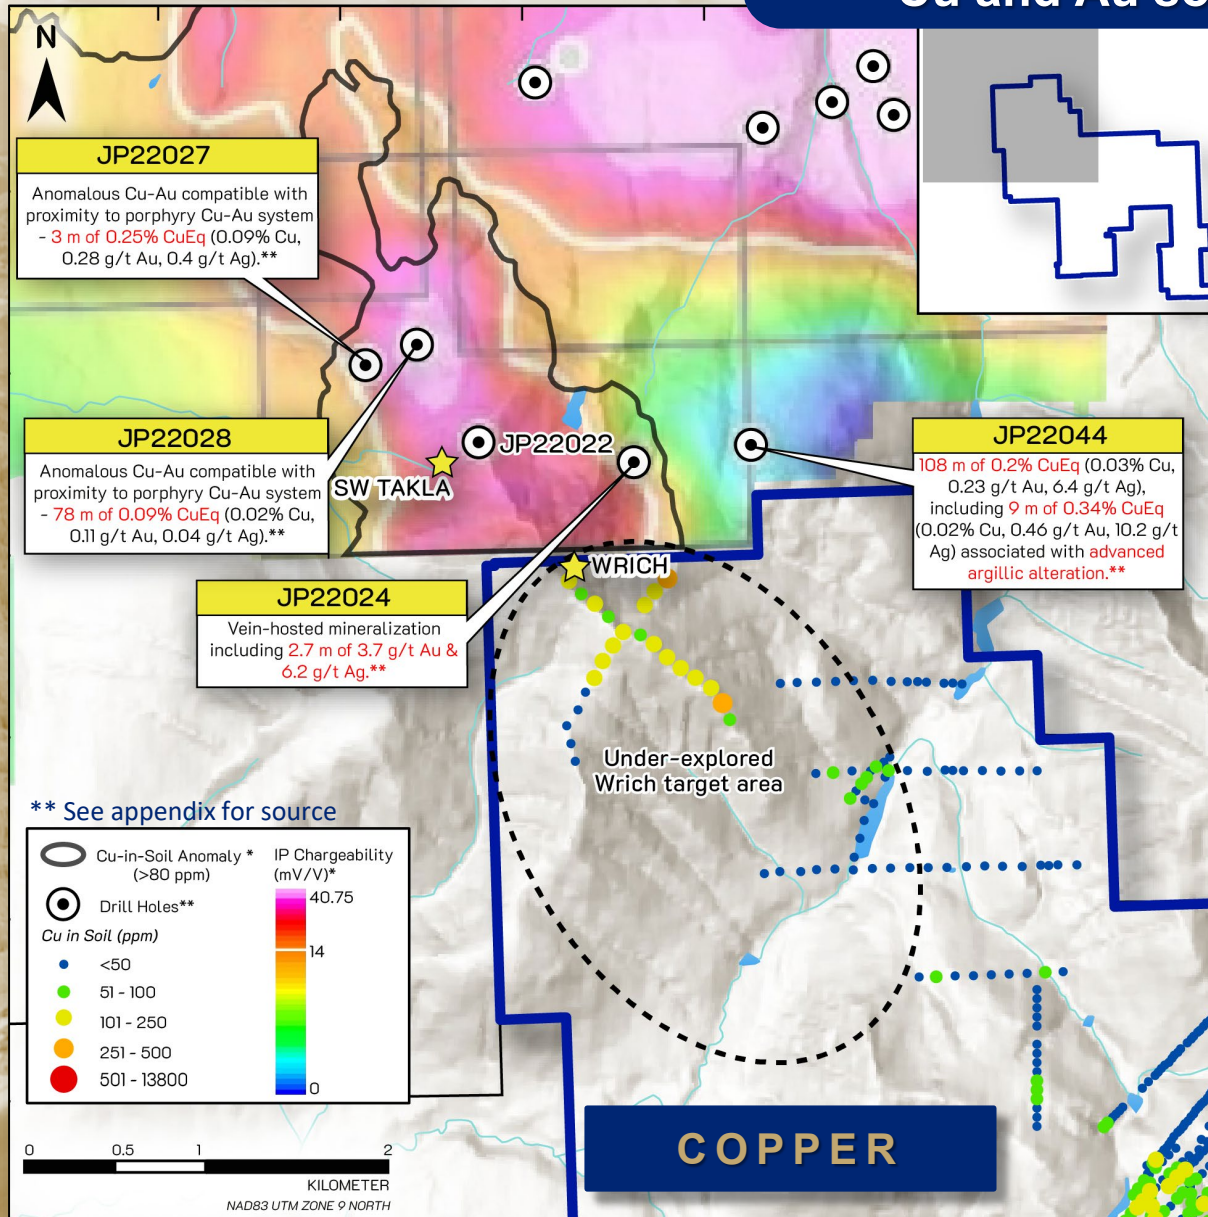 Cu and Au so
N
JP22027
Anomalous Cu-Au compatible with
proximity to porphyry Cu-Au system
- 3 m of 0.25% CuEq (0.09% Cu,
0.28 g/t Au, 0.4 g/t Ag).**
JP22028
Anomalous Cu-Au compatible with
proximity to porphyry Cu-Au system
- 78 m of 0.09% CuEq (0.02% Cu,
0.11 g/t Au, 0.04 g/t Ag).**
JP22022
SW TAKLA
JP22044
108 m of 0.2% CuEq (0.03% Cu,
0.23 g/t Au, 6.4 g/t Ag),
including 9 m of 0.34% CuEq
(0.02% Cu, 0.46 g/t Au, 10.2 g/t
Ag) associated with advanced
argillic alteration.**
WRICH
JP22024
Vein-hosted mineralization
including 2.7 m of 3.7 g/t Au &
6.2 g/t Ag.**
Under-explored
Wrich target area
** See appendix for source
Cu-in-Soil Anomaly *
(>80 ppm)
Drill Holes**
Cu in Soil (ppm)
<50
51 - 100
101 - 250
251 - 500
501 - 13800
IP Chargeability
(mV/V)*
40.75
14
0
0 0.5 1 2
KILOMETER
NAD83 UTM ZONE 9 NORTH
COPPER